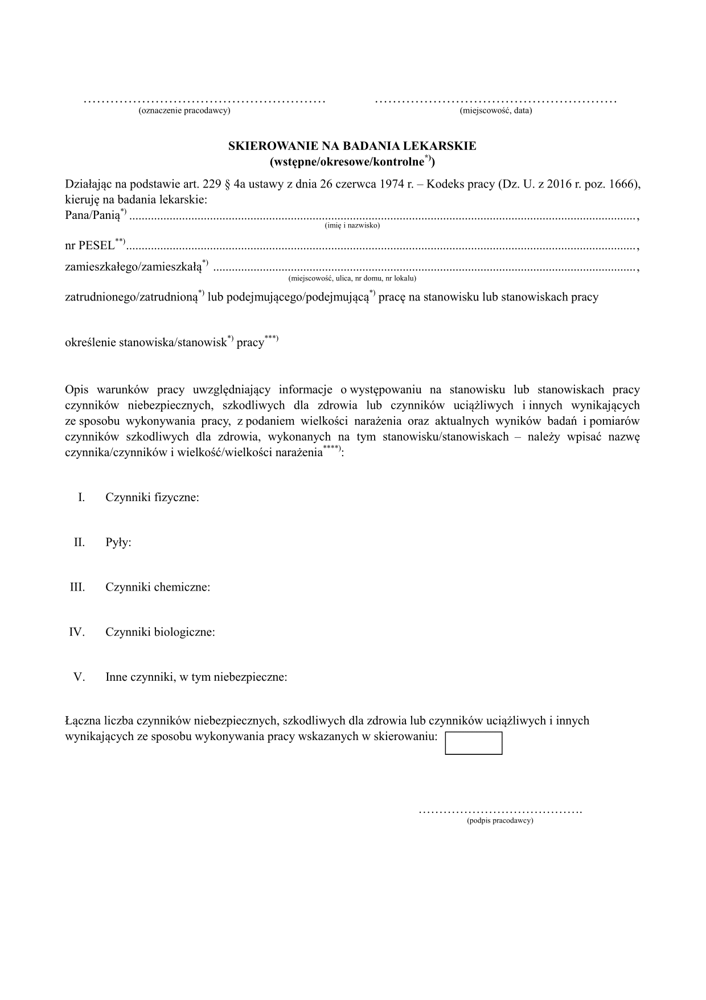 ………………………………………………
………………………………………………
(oznaczenie pracodawcy)
(miejscowość, data)
SKIEROWANIE NA BADANIA LEKARSKIE
(wstępne/okresowe/kontrolne*))
Działając na podstawie art. 229 § 4a ustawy z dnia 26 czerwca 1974 r. – Kodeks pracy (Dz. U. z 2016 r. poz. 1666),
kieruję na badania lekarskie:
Pana/Panią*) ....................................................................................................,
(imię i nazwisko)
nr PESEL**)....................................................................................................,
zamieszkałego/zamieszkałą*) ....................................................................................................,
(miejscowość, ulica, nr domu, nr lokalu)
zatrudnionego/zatrudnioną*) lub podejmującego/podejmującą*) pracę na stanowisku lub stanowiskach pracy
określenie stanowiska/stanowisk*) pracy***)
Opis warunków pracy uwzględniający informacje o występowaniu na stanowisku lub stanowiskach pracy
czynników niebezpiecznych, szkodliwych dla zdrowia lub czynników uciążliwych i innych wynikających
ze sposobu wykonywania pracy, z podaniem wielkości narażenia oraz aktualnych wyników badań i pomiarów
czynników szkodliwych dla zdrowia, wykonanych na tym stanowisku/stanowiskach – należy wpisać nazwę
czynnika/czynników i wielkość/wielkości narażenia****):
I. Czynniki fizyczne:
II. Pyły:
III. Czynniki chemiczne:
IV. Czynniki biologiczne:
V. Inne czynniki, w tym niebezpieczne:
Łączna liczba czynników niebezpiecznych, szkodliwych dla zdrowia lub czynników uciążliwych i innych
wynikających ze sposobu wykonywania pracy wskazanych w skierowaniu:
………………………………….
(podpis pracodawcy)